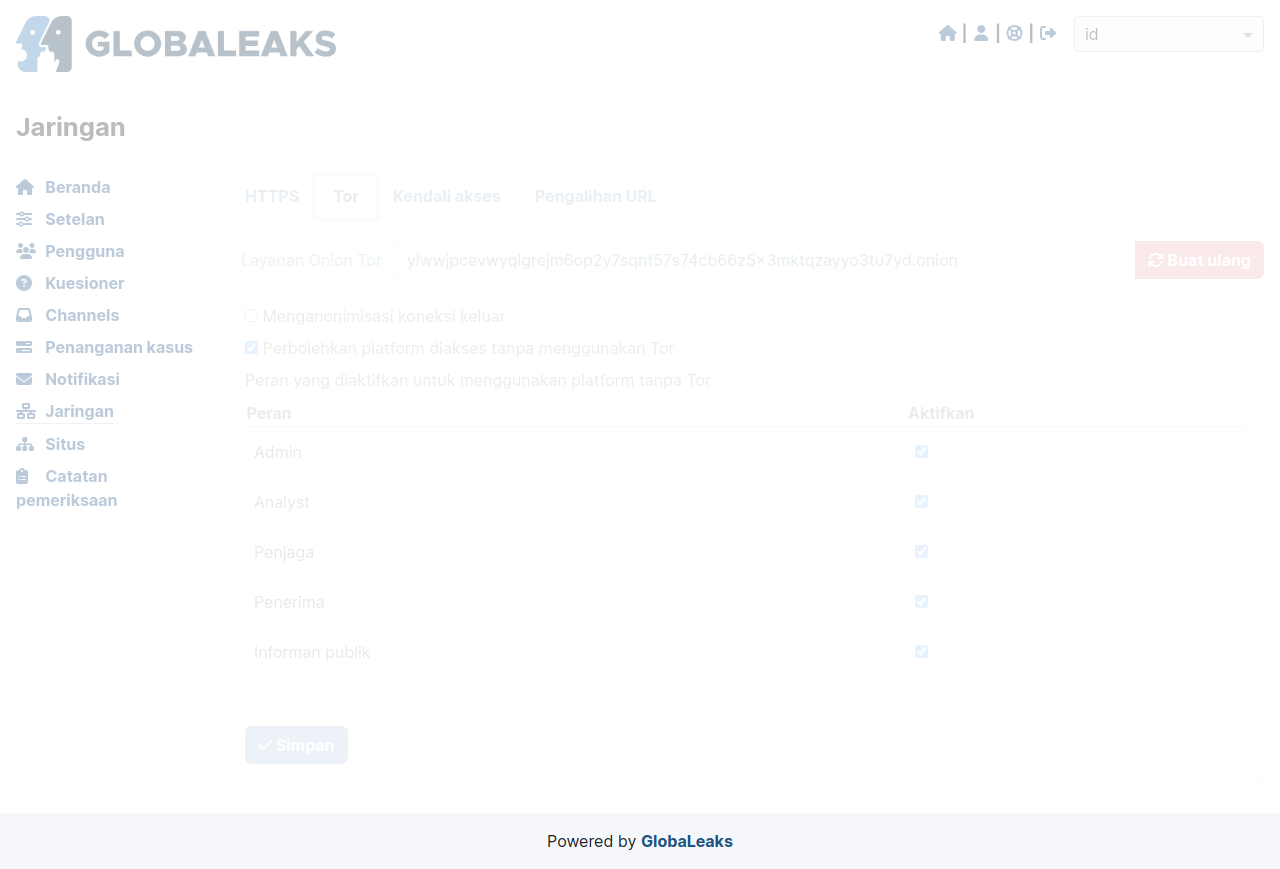 GLOBALEAKS
| | |
id
Jaringan
Beranda
Setelan
Pengguna
Kuesioner
Channels
Penanganan kasus
Notifikasi
Jaringan
Situs
Catatan
pemeriksaan
HTTPS Tor Kendali akses Pengalihan URL
Layanan Onion Tor ylwwjpcevwyqlgrejm6op2y7sqht57s74cb66z5x3mktqzayyo3tu7yd.onion Buat ulang
Menganonimisasi koneksi keluar
Perbolehkan platform diakses tanpa menggunakan Tor
Peran yang diaktifkan untuk menggunakan platform tanpa Tor
Peran Aktifkan
Admin
Analyst
Penjaga
Penerima
Informan publik
Simpan
Powered by GlobaLeaks